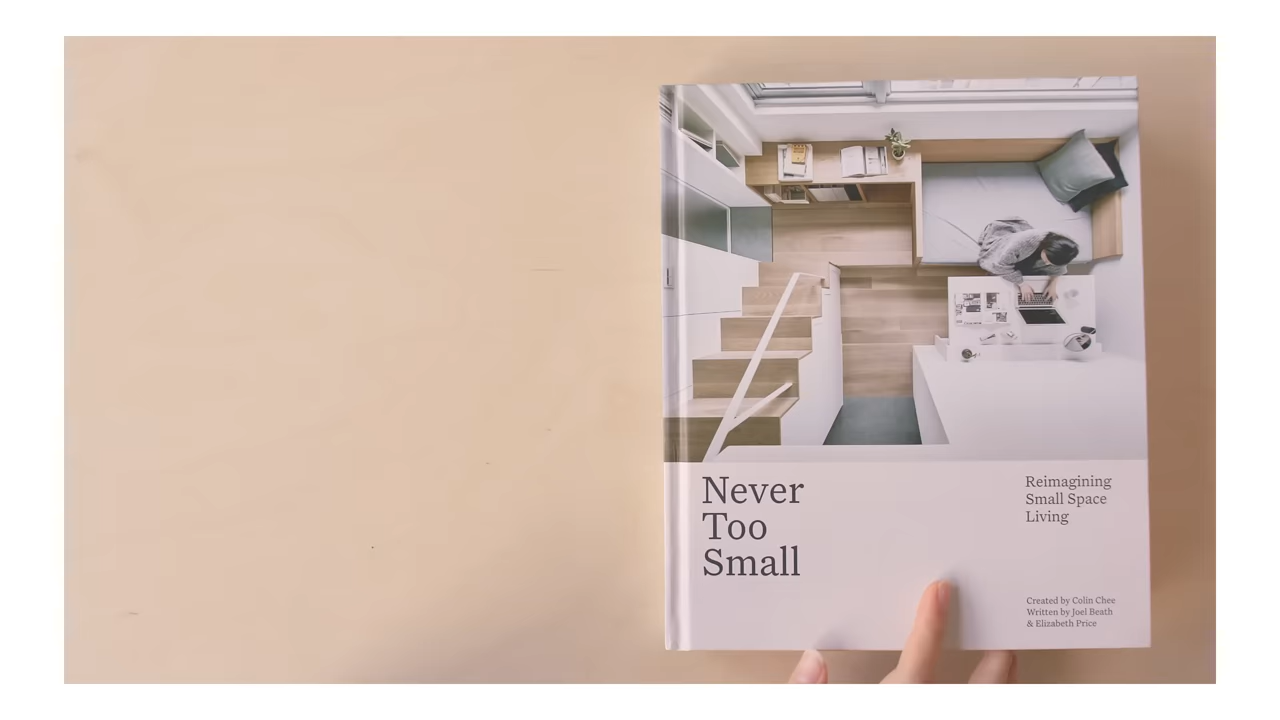 Never
Too
Small
Reimagining
Small Space
Living
Created by Colin Chee
Written by Joel Beath
& Elizabeth Price